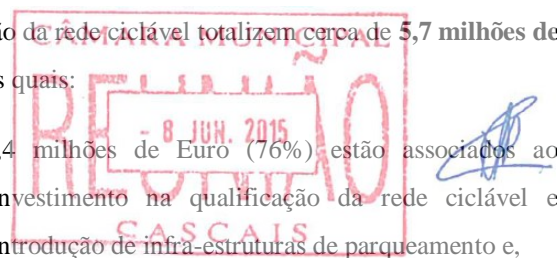 ão da rede ciclável totalizem cerca de 5,7 milhões de
s quais:
,4 milhões de Euro (76%) estão associados ao
nvestimento na qualificação da rede ciclável e
ntrodução de infra-estruturas de parqueamento e,
CÂMARA MUNICIPAL
REUNIÃO
- 8 JUN. 2015
CASCAIS